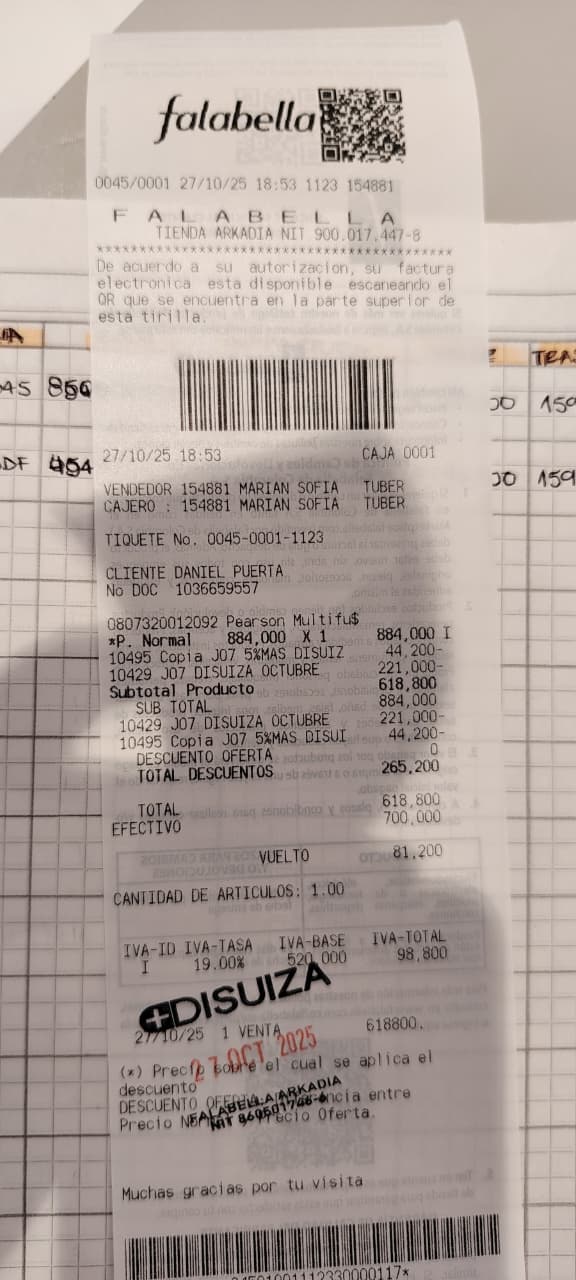 falabella
0045/0001 27/10/25 18:53 1123 154881
F A L A B E L L A
TIENDA ARKADIA NIT 900.017.447-8
****************************************************
De acuerdo a su autorizacion, su factura
electronica esta disponible escaneando el
QR que se encuentra en la parte superior de
esta tirilla.
27/10/25 18:53 CAJA 0001
VENDEDOR 154881 MARIAN SOFIA TUBER
CAJERO : 154881 MARIAN SOFIA TUBER
TIQUETE No. 0045-0001-1123
CLIENTE DANIEL PUERTA
No DOC 1036659557
0807320012092 Pearson Multifu$
*P. Normal 884,000 X 1 884,000 I
10495 Copia J07 5%MAS DISUIZ 44,200-
10429 J07 DISUIZA OCTUBRE 221,000-
Subtotal Producto 618,800
SUB TOTAL 884,000
10429 J07 DISUIZA OCTUBRE 221,000-
10495 Copia J07 5%MAS DISUI 44,200-
DESCUENTO OFERTA 0
TOTAL DESCUENTOS 265,200
TOTAL 618,800
EFECTIVO 700,000
VUELTO 81,200
CANTIDAD DE ARTICULOS: 1.00
IVA-ID IVA-TASA IVA-BASE IVA-TOTAL
I 19.00% 520,000 98,800
DISUIZA
27/10/25 1 VENTA 618800.
27 OCT 2025
(*) Precio sobre el cual se aplica el
descuento
FALABELLA ARKADIA
DESCUENTO entre
Precio Precio Oferta.
Muchas gracias por tu visita